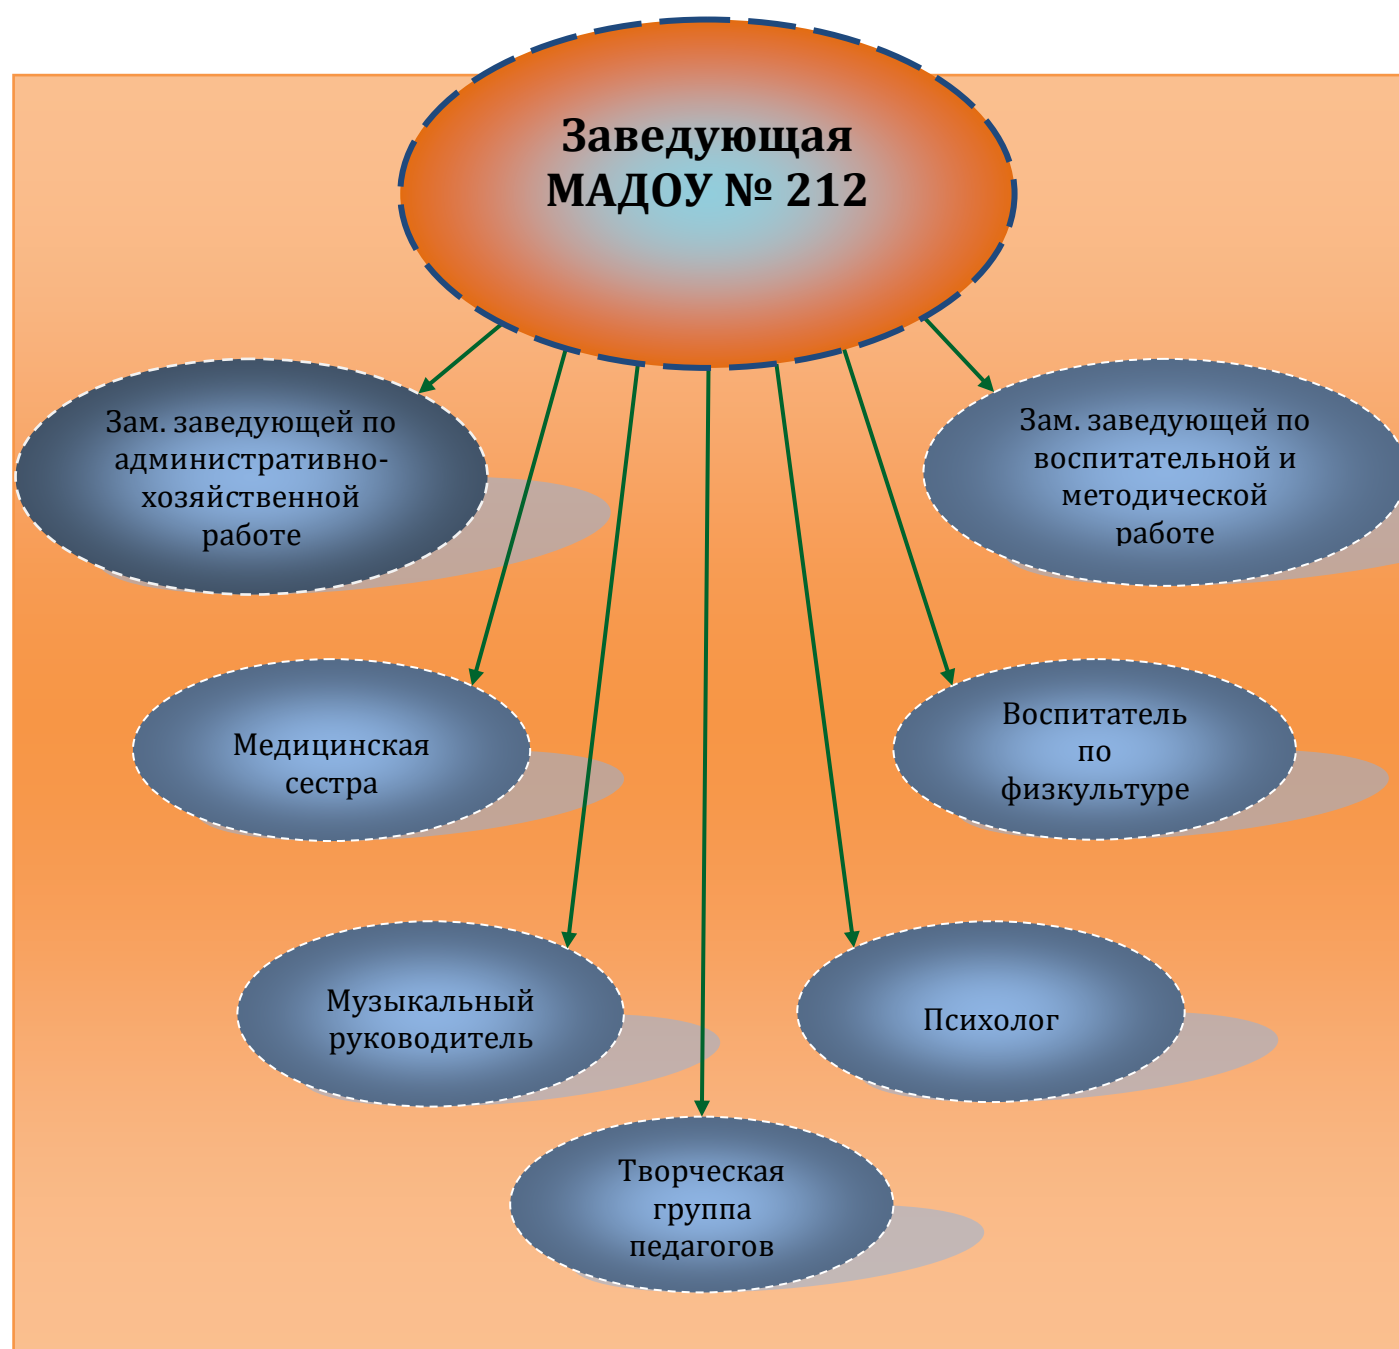 Заведующая
МАДОУ № 212
Зам. заведующей по
административно-
хозяйственной
работе
Зам. заведующей по
воспитательной и
методической
работе
Медицинская
сестра
Воспитатель
по
физкультуре
Музыкальный
руководитель
Психолог
Творческая
группа
педагогов